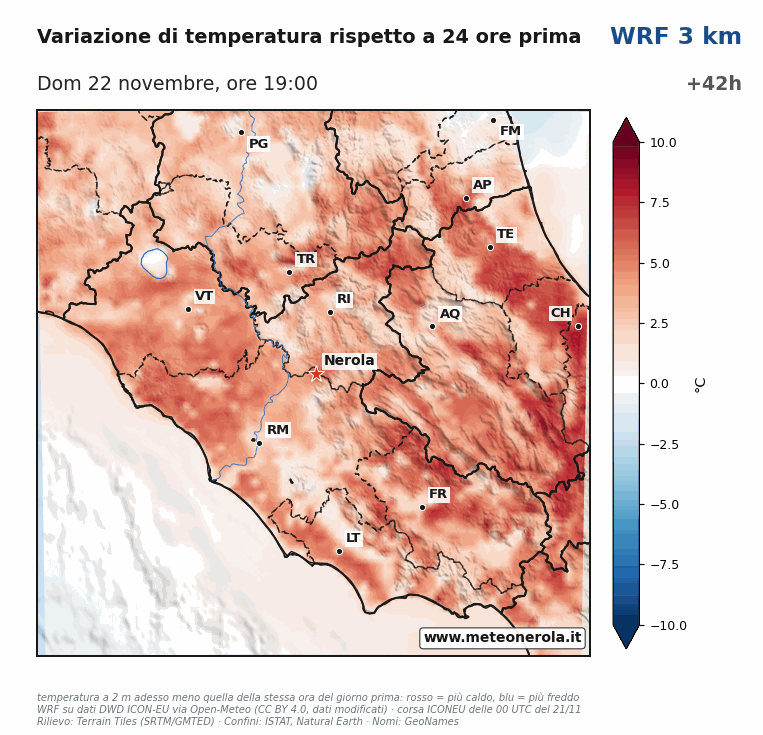 Variazione di temperatura rispetto a 24 ore prima
WRF 3 km
Dom 22 novembre, ore 19:00
+42h
PG
FM
AP
TE
TR
VT
RI
AQ
CH
Nerola
RM
FR
LT
www.meteonerola.it
10.0
7.5
5.0
2.5
0.0
−2.5
−5.0
−7.5
−10.0
°C
temperatura a 2 m adesso meno quella della stessa ora del giorno prima: rosso = più caldo, blu = più freddo
WRF su dati DWD ICON-EU via Open-Meteo (CC BY 4.0, dati modificati) · corsa ICONEU delle 00 UTC del 21/11
Rilievo: Terrain Tiles (SRTM/GMTED) · Confini: ISTAT, Natural Earth · Nomi: GeoNames